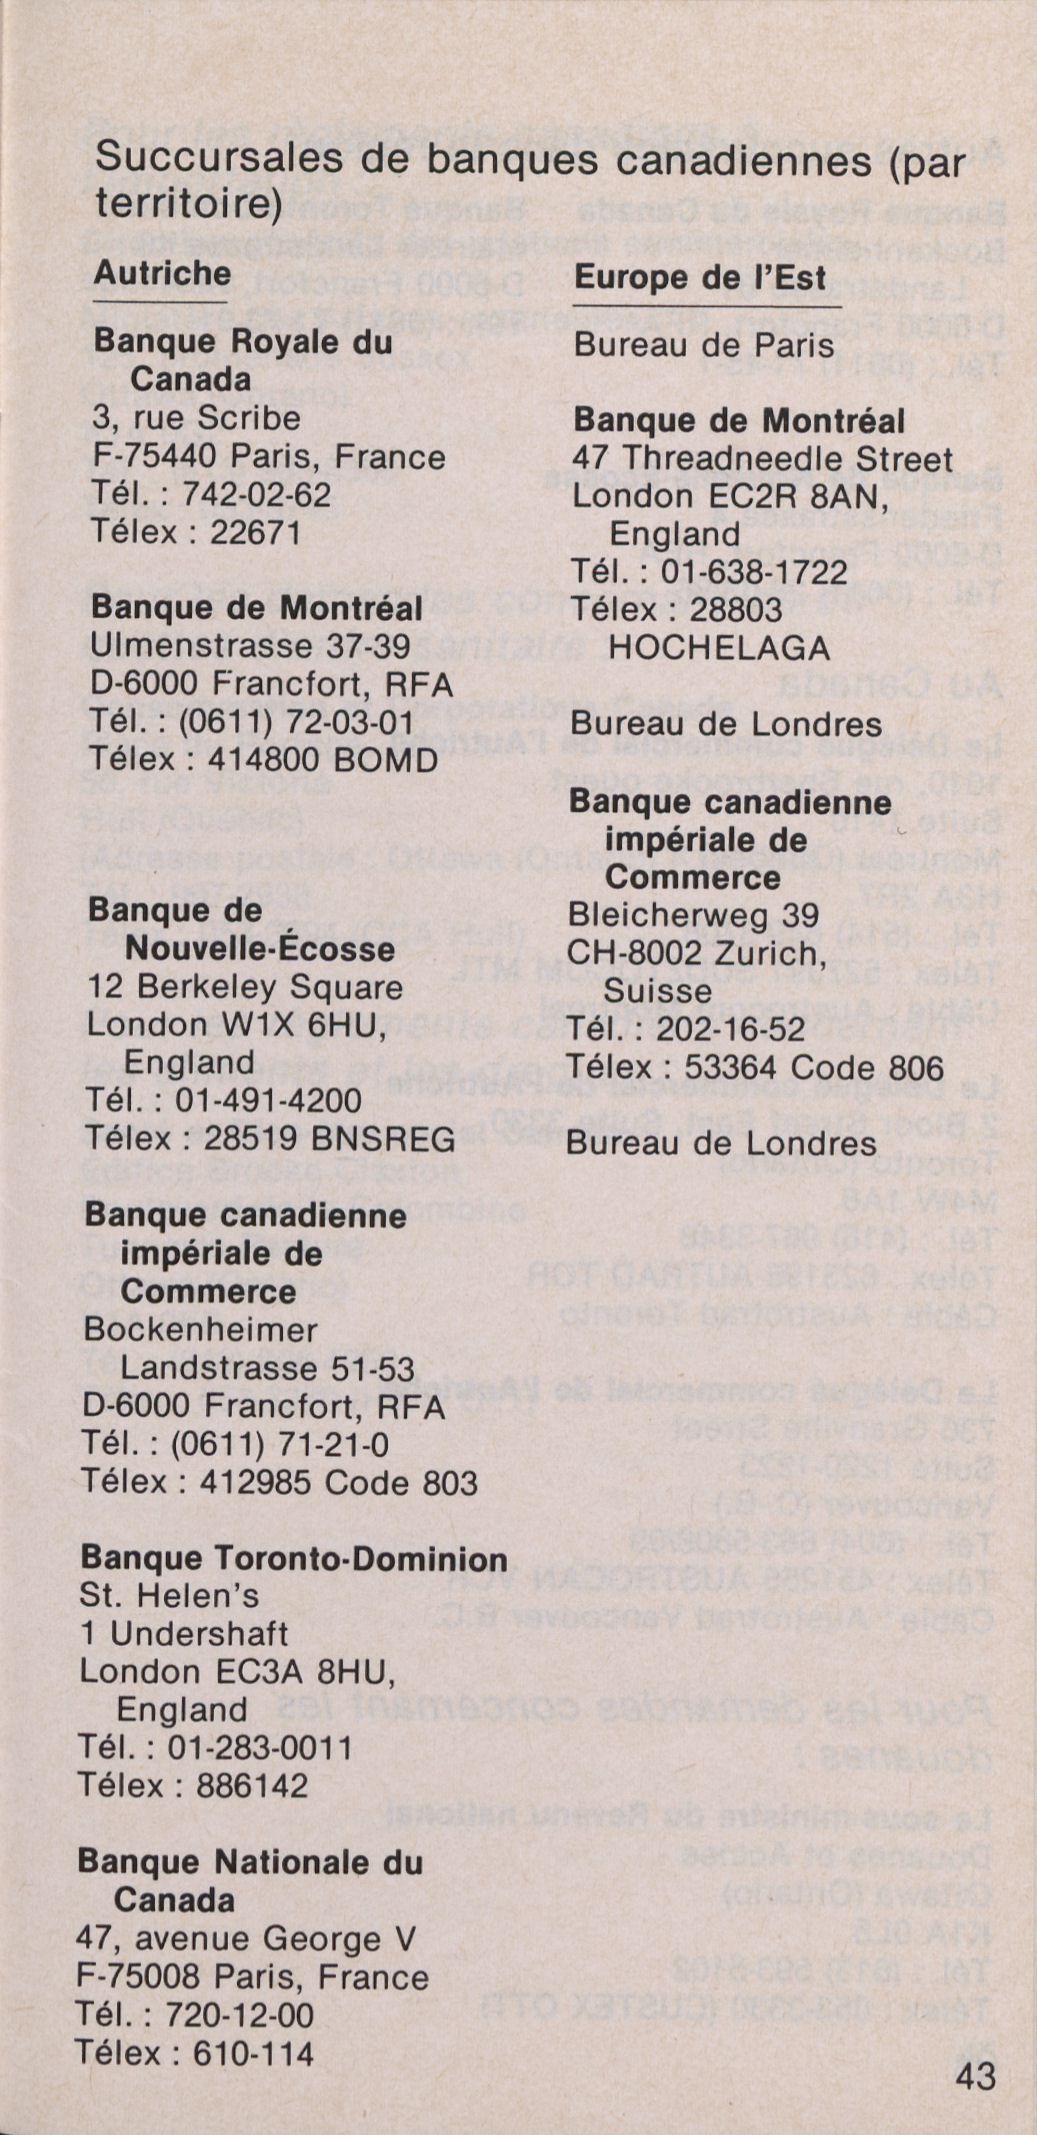 Succursales de banques canadiennes (par
territoire)
Autriche
Banque Royale du
Canada
3, rue Scribe
F-75440 Paris, France
Tél. : 742-02-62
Télex : 22671
Banque de Montréal
Ulmenstrasse 37-39
D-6000 Francfort, RFA
Tél. : (0611) 72-03-01
Télex : 414800 BOMD
Banque de
Nouvelle-Écosse
12 Berkeley Square
London W1X 6HU,
England
Tél. : 01-491-4200
Télex : 28519 BNSREG
Banque canadienne
impériale de
Commerce
Bockenheimer
Landstrasse 51-53
D-6000 Francfort, RFA
Tél. : (0611) 71-21-0
Télex : 412985 Code 803
Banque Toronto-Dominion
St. Helen's
1 Undershaft
London EC3A 8HU,
England
Tél. : 01-283-0011
Télex : 886142
Banque Nationale du
Canada
47, avenue George V
F-75008 Paris, France
Tél. : 720-12-00
Télex : 610-114
Europe de l'Est
Bureau de Paris
Banque de Montréal
47 Threadneedle Street
London EC2R 8AN,
England
Tél. : 01-638-1722
Télex : 28803
HOCHELAGA
Bureau de Londres
Banque canadienne
impériale de
Commerce
Bleicherweg 39
CH-8002 Zurich,
Suisse
Tél. : 202-16-52
Télex : 53364 Code 806
Bureau de Londres
43